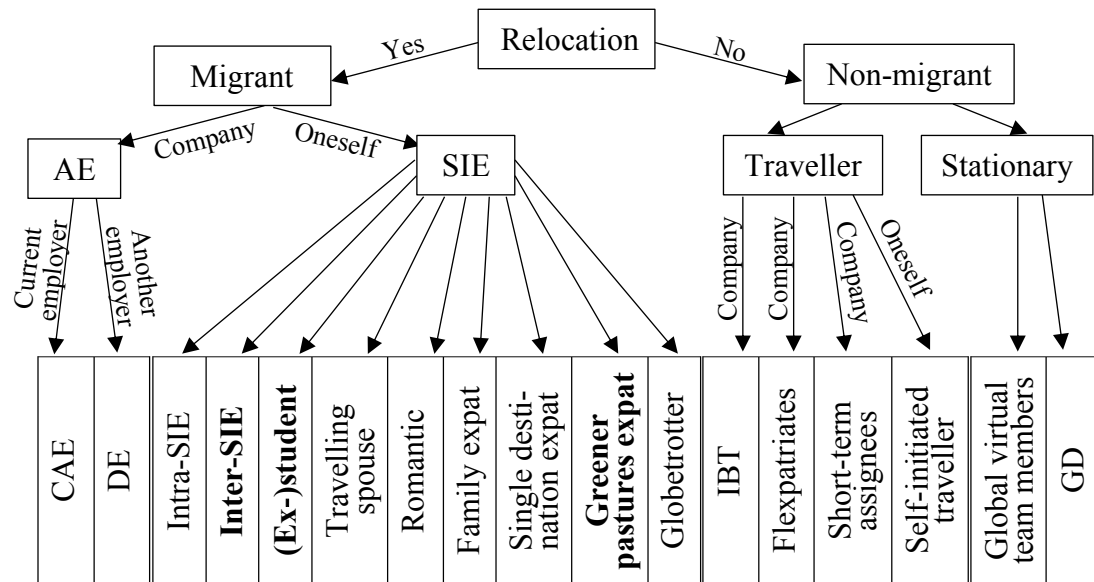 Relocation
Yes
No
Migrant
Non-migrant
Company
Oneself
AE
SIE
Traveller
Stationary
Current
employer
Another
employer
Company
Company
Company
Oneself
CAE
DE
Intra-SIE
Inter-SIE
(Ex-)student
Travelling
spouse
Romantic
Family expat
Single desti-
nation expat
Greener
pastures expat
Globetrotter
IBT
Flexpatriates
Short-term
assignees
Self-initiated
traveller
Global virtual
team members
GD